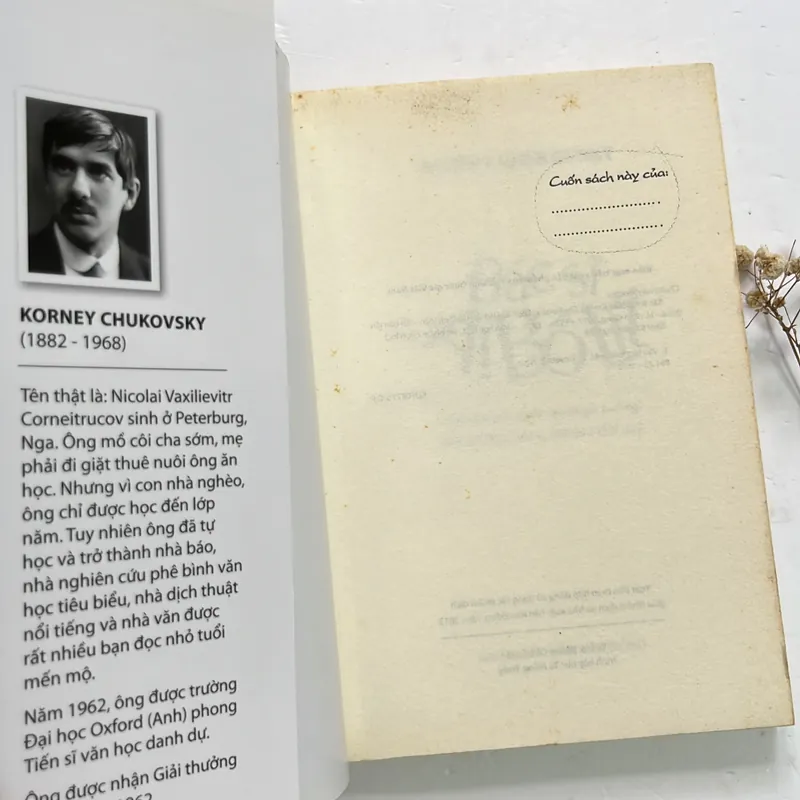 KORNEY CHUKOVSKY
(1882 - 1968)
Tên thật là: Nicolai Vaxilievitr
Corneitrucov sinh ở Peterburg,
Nga. Ông mồ côi cha sớm, mẹ
phải đi giặt thuê nuôi ông ăn
học. Nhưng vì con nhà nghèo,
ông chỉ được học đến lớp
năm. Tuy nhiên ông đã tự
học và trở thành nhà báo,
nhà nghiên cứu phê bình văn
học tiêu biểu, nhà dịch thuật
nổi tiếng và nhà văn được
rất nhiều bạn đọc nhỏ tuổi
mến mộ.
Năm 1962, ông được trường
Đại học Oxford (Anh) phong
Tiến sĩ văn học danh dự.
Ông được nhận Giải thưởng
Cuốn sách này của: